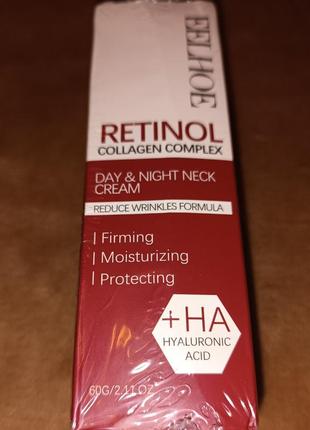 EELHOE
RETINOL
COLLAGEN COMPLEX
DAY & NIGHT NECK
CREAM
REDUCE WRINKLES FORMULA
| Firming
| Moisturizing
| Protecting
+HA
HYALURONIC
ACID
60G/2.11 OZ